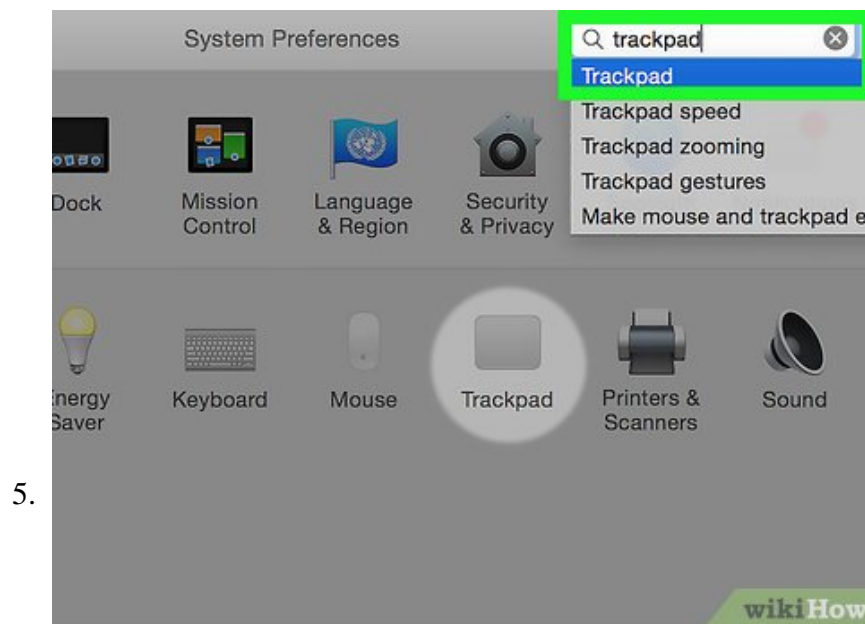 System Preferences
trackpad
Trackpad
Trackpad speed
Trackpad zooming
Trackpad gestures
Make mouse and trackpad e
Dock
Mission
Control
Language
& Region
Security
& Privacy
nergy
Saver
Keyboard
Mouse
Trackpad
Printers &
Scanners
Sound
5.
wikiHow